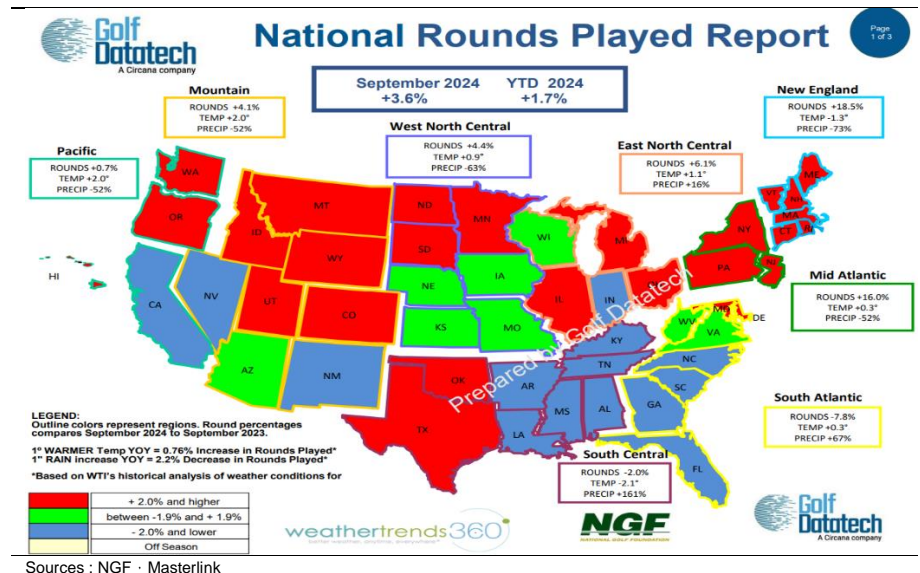 Golf
Datatech
A Circana company
National Rounds Played Report
Page
1 of 3
September 2024 YTD 2024
+3.6% +1.7%
Mountain
ROUNDS +4.1%
TEMP +2.0°
PRECIP -52%
New England
ROUNDS +18.5%
TEMP -1.3°
PRECIP -73%
West North Central
ROUNDS +4.4%
TEMP +0.9°
PRECIP -63%
East North Central
ROUNDS +6.1%
TEMP +1.1°
PRECIP +16%
Pacific
ROUNDS +0.7%
TEMP +2.0°
PRECIP -52%
WA
OR
ID
MT
WY
ND
SD
MN
WI
MI
NY
VT
NH
ME
MA
CT
PA
NJ
HI
CA
NV
UT
CO
NE
IA
KS
MO
IL
IN
KY
WV
VA
DE
AZ
NM
OK
TX
AR
LA
MS
AL
TN
NC
SC
GA
FL
Prepared by Golf Datatech
Mid Atlantic
ROUNDS +16.0%
TEMP +0.3°
PRECIP -52%
South Atlantic
ROUNDS -7.8%
TEMP +0.3°
PRECIP +67%
South Central
ROUNDS -2.0%
TEMP -2.1°
PRECIP +161%
LEGEND:
Outline colors represent regions. Round percentages
compares September 2024 to September 2023.
1° WARMER Temp YOY = 0.76% Increase in Rounds Played*
1" RAIN increase YOY = 2.2% Decrease in Rounds Played*
*Based on WTI's historical analysis of weather conditions for
+ 2.0% and higher
between -1.9% and + 1.9%
- 2.0% and lower
Off Season
weathertrends360°
better weather. anytime. everywhere.
NGF
NATIONAL GOLF FOUNDATION
Golf
Datatech
A Circana company
Sources : NGF · Masterlink